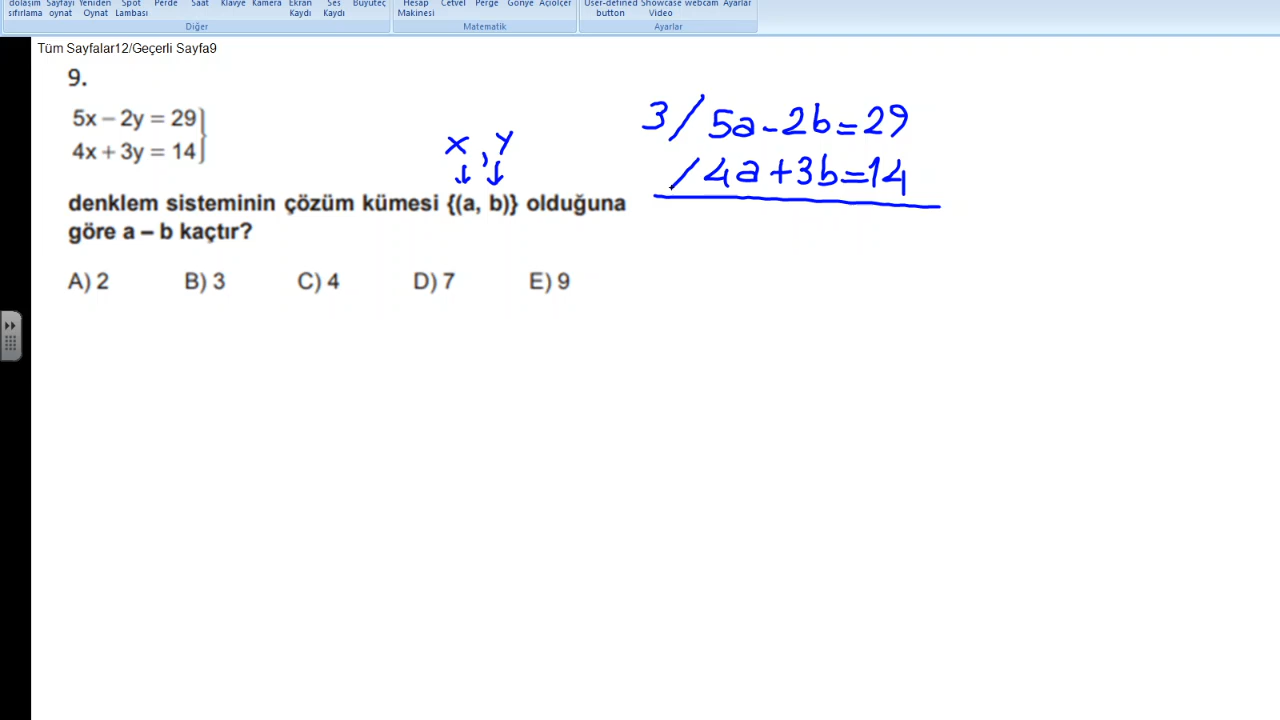 dolaşım Sayfayı Yeniden Spot Perde Saat Klavye Kamera Ekran Ses Büyüteç Hesap Cetvel Perge Gönye Açıölçer User-defined Showcase webcam Ayarlar
sıfırlama oynat Oynat Lambası Kaydı Kaydı Makinesi button Video
Diğer Matematik Ayarlar
Tüm Sayfalar12/Geçerli Sayfa9
9.
5x – 2y = 29
4x + 3y = 14
denklem sisteminin çözüm kümesi {(a, b)} olduğuna
göre a – b kaçtır?
A) 2 B) 3 C) 4 D) 7 E) 9
x , y
↓ ↓
3 / 5a - 2b = 29
/ 4a + 3b = 14